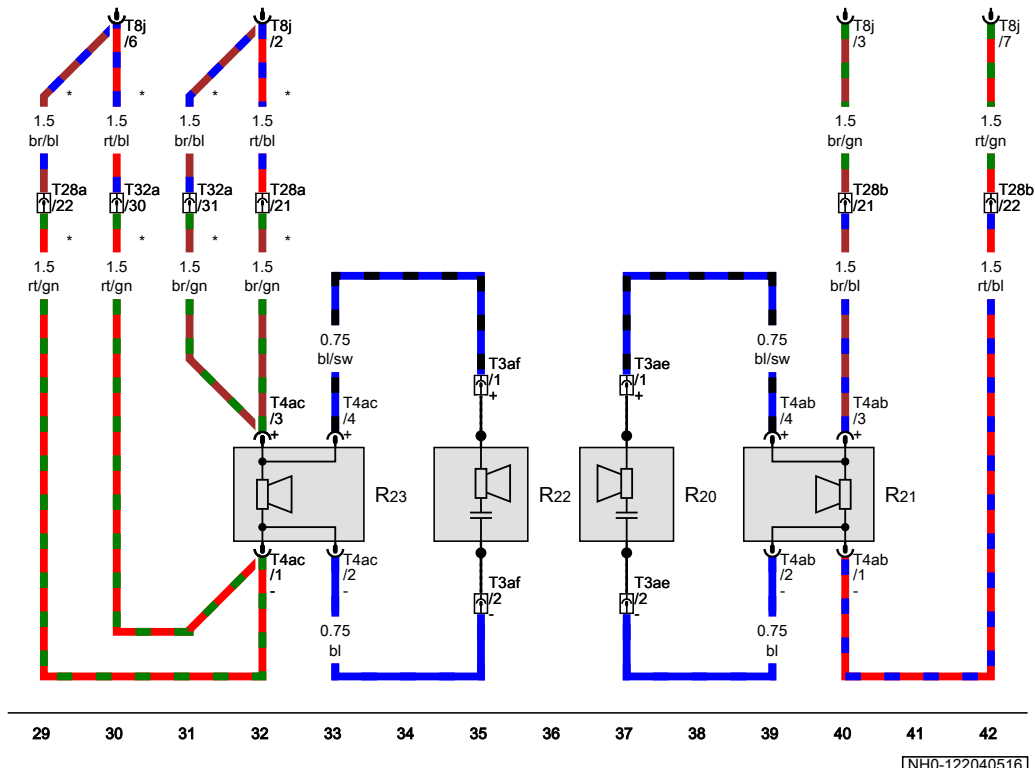 T8j
/6
T8j
/2
T8j
/3
T8j
/7
*
*
*
*
1.5
br/bl
1.5
rt/bl
1.5
br/bl
1.5
rt/bl
1.5
br/gn
1.5
rt/gn
T28a
/22
T32a
/30
T32a
/31
T28a
/21
T28b
/21
T28b
/22
*
*
*
*
1.5
rt/gn
1.5
rt/gn
1.5
br/gn
1.5
br/gn
1.5
br/bl
1.5
rt/bl
0.75
bl/sw
0.75
bl/sw
T3af
/1
+
T3ae
/1
+
T4ac
/3
+
T4ac
/4
+
T4ab
/4
+
T4ab
/3
+
R23
R22
R20
R21
T4ac
/1
-
T4ac
/2
-
T3af
/2
-
T3ae
/2
-
T4ab
/2
-
T4ab
/1
-
0.75
bl
0.75
bl
29 30 31 32 33 34 35 36 37 38 39 40 41 42
NH0-122040516